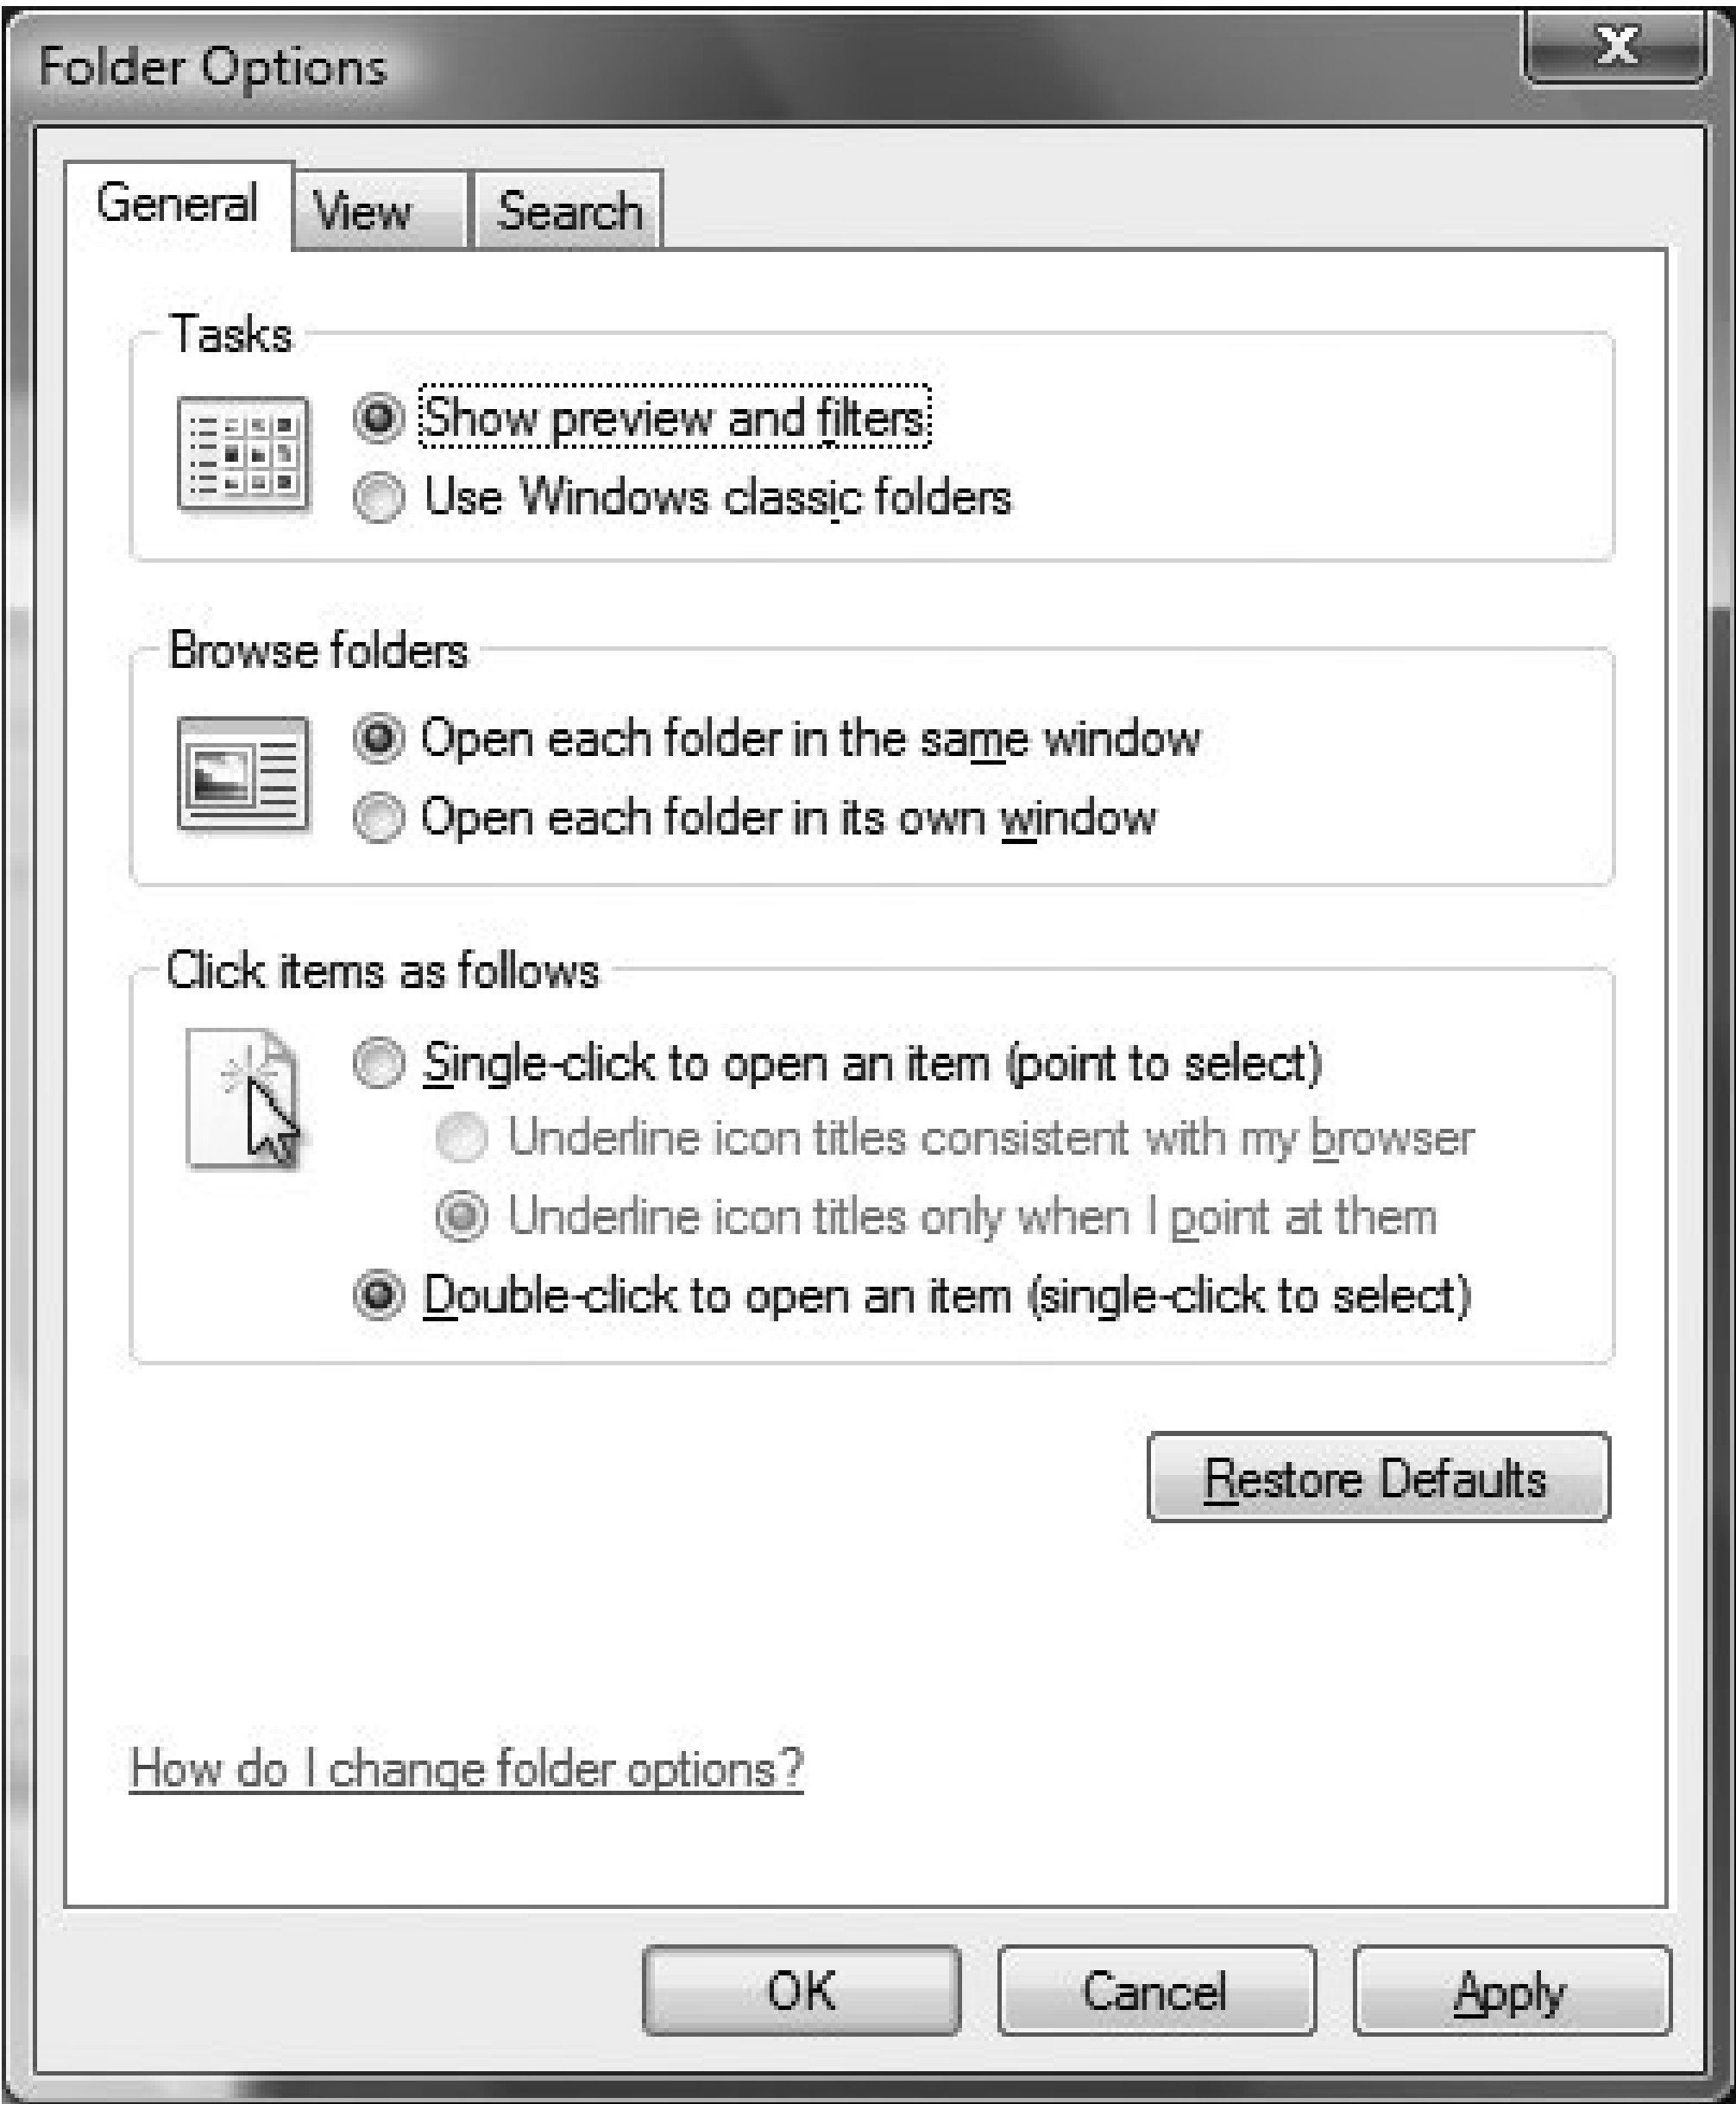 Folder Options
X
General
View
Search
Tasks
Show preview and filters
Use Windows classic folders
Browse folders
Open each folder in the same window
Open each folder in its own window
Click items as follows
Single-click to open an item (point to select)
Underline icon titles consistent with my browser
Underline icon titles only when I point at them
Double-click to open an item (single-click to select)
Restore Defaults
How do I change folder options?
OK
Cancel
Apply